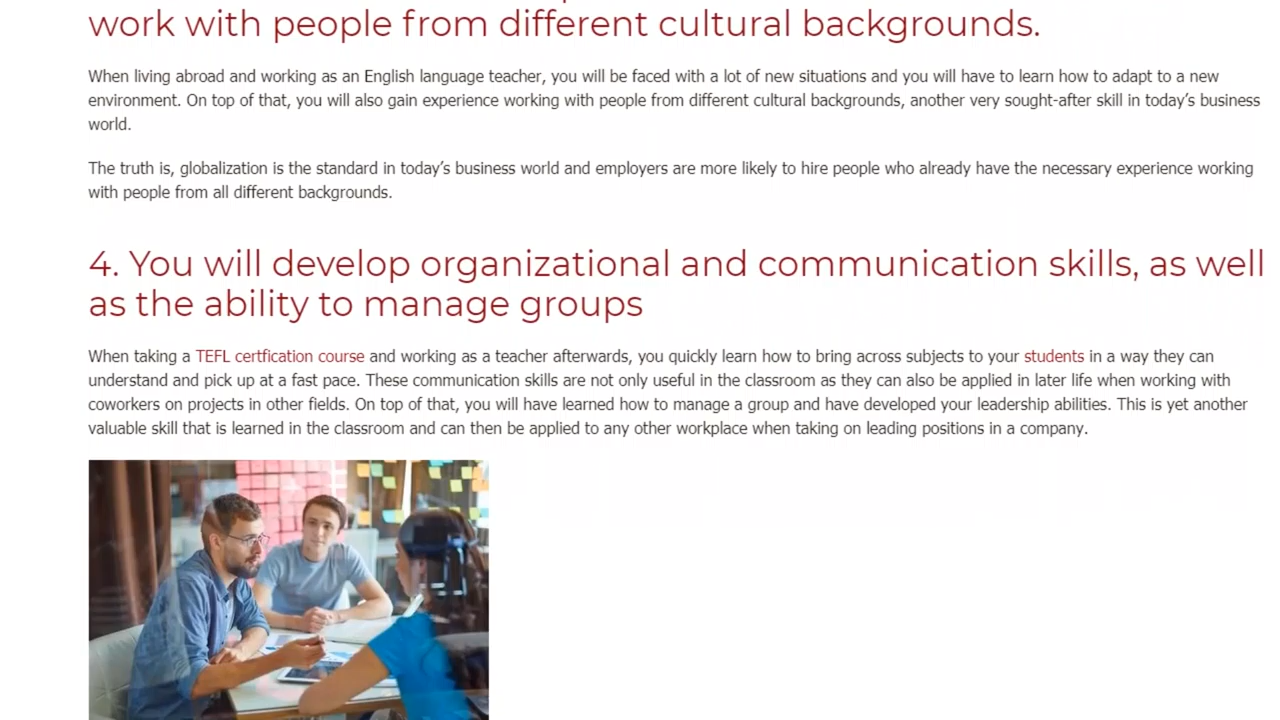 work with people from different cultural backgrounds.
When living abroad and working as an English language teacher, you will be faced with a lot of new situations and you will have to learn how to adapt to a new
environment. On top of that, you will also gain experience working with people from different cultural backgrounds, another very sought-after skill in today's business
world.
The truth is, globalization is the standard in today's business world and employers are more likely to hire people who already have the necessary experience working
with people from all different backgrounds.
4. You will develop organizational and communication skills, as well
as the ability to manage groups
When taking a TEFL certfication course and working as a teacher afterwards, you quickly learn how to bring across subjects to your students in a way they can
understand and pick up at a fast pace. These communication skills are not only useful in the classroom as they can also be applied in later life when working with
coworkers on projects in other fields. On top of that, you will have learned how to manage a group and have developed your leadership abilities. This is yet another
valuable skill that is learned in the classroom and can then be applied to any other workplace when taking on leading positions in a company.